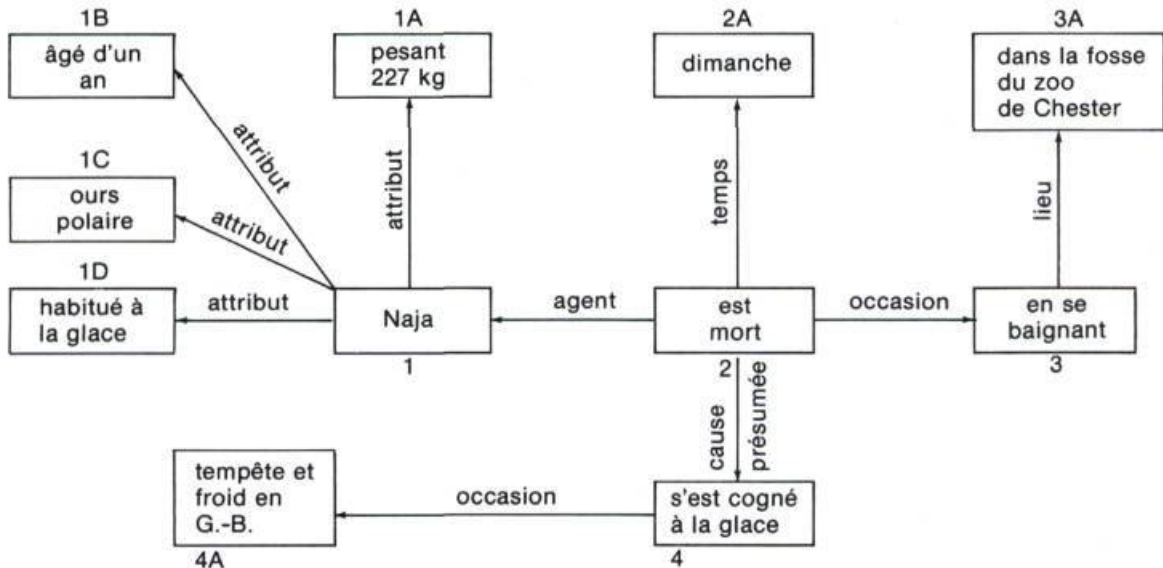 1B
1A
2A
3A
âgé d'un
an
pesant
227 kg
dimanche
dans la fosse
du zoo
de Chester
attribut
attribut
temps
lieu
1C
ours
polaire
attribut
1D
habitué à
la glace
attribut
Naja
agent
est
mort
occasion
en se
baignant
1
2
3
cause
présumée
tempête et
froid en
G.-B.
occasion
s'est cogné
à la glace
4A
4